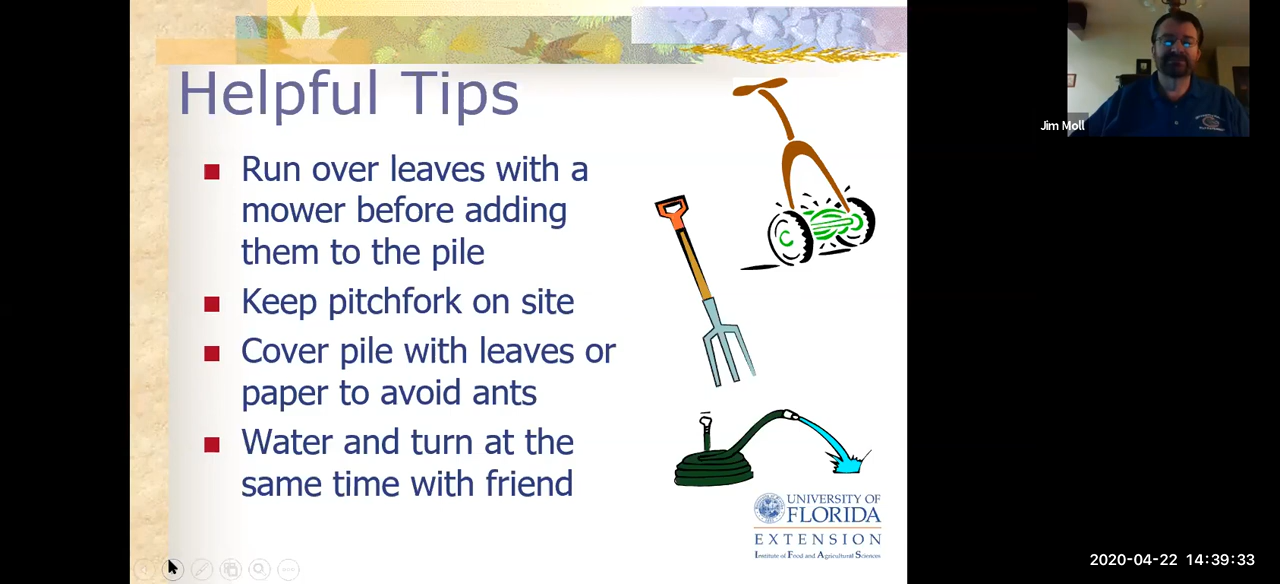 Helpful Tips
Run over leaves with a
mower before adding
them to the pile
Keep pitchfork on site
Cover pile with leaves or
paper to avoid ants
Water and turn at the
same time with friend
UNIVERSITY OF
FLORIDA
EXTENSION
Institute of Food and Agricultural Sciences
Jim Moll
2020-04-22 14:39:33